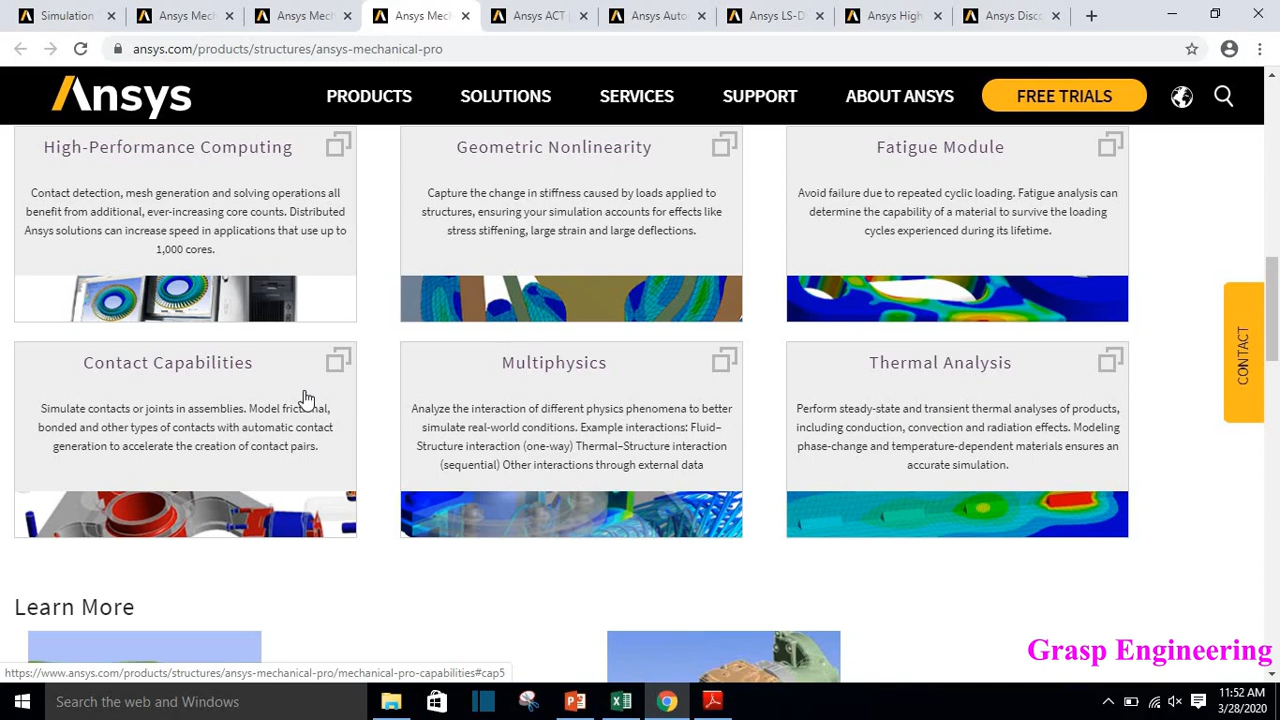 Simulation
Ansys Mech
Ansys Mech
Ansys Mec
Ansys ACT
Ansys Auto
Ansys LS-D
Ansys High
Ansys Disc
ansys.com/products/structures/ansys-mechanical-pro
Ansys
PRODUCTS
SOLUTIONS
SERVICES
SUPPORT
ABOUT ANSYS
FREE TRIALS
High-Performance Computing
Contact detection, mesh generation and solving operations all
benefit from additional, ever-increasing core counts. Distributed
Ansys solutions can increase speed in applications that use up to
1,000 cores.
Geometric Nonlinearity
Capture the change in stiffness caused by loads applied to
structures, ensuring your simulation accounts for effects like
stress stiffening, large strain and large deflections.
Fatigue Module
Avoid failure due to repeated cyclic loading. Fatigue analysis can
determine the capability of a material to survive the loading
cycles experienced during its lifetime.
CONTACT
Contact Capabilities
Simulate contacts or joints in assemblies. Model frictional,
bonded and other types of contacts with automatic contact
generation to accelerate the creation of contact pairs.
Multiphysics
Analyze the interaction of different physics phenomena to better
simulate real-world conditions. Example interactions: Fluid–
Structure interaction (one-way) Thermal–Structure interaction
(sequential) Other interactions through external data
Thermal Analysis
Perform steady-state and transient thermal analyses of products,
including conduction, convection and radiation effects. Modeling
phase-change and temperature-dependent materials ensures an
accurate simulation.
Learn More
Grasp Engineering
https://www.ansys.com/products/structures/ansys-mechanical-pro/mechanical-pro-capabilities#cap5
Search the web and Windows
11:52 AM
3/28/2020